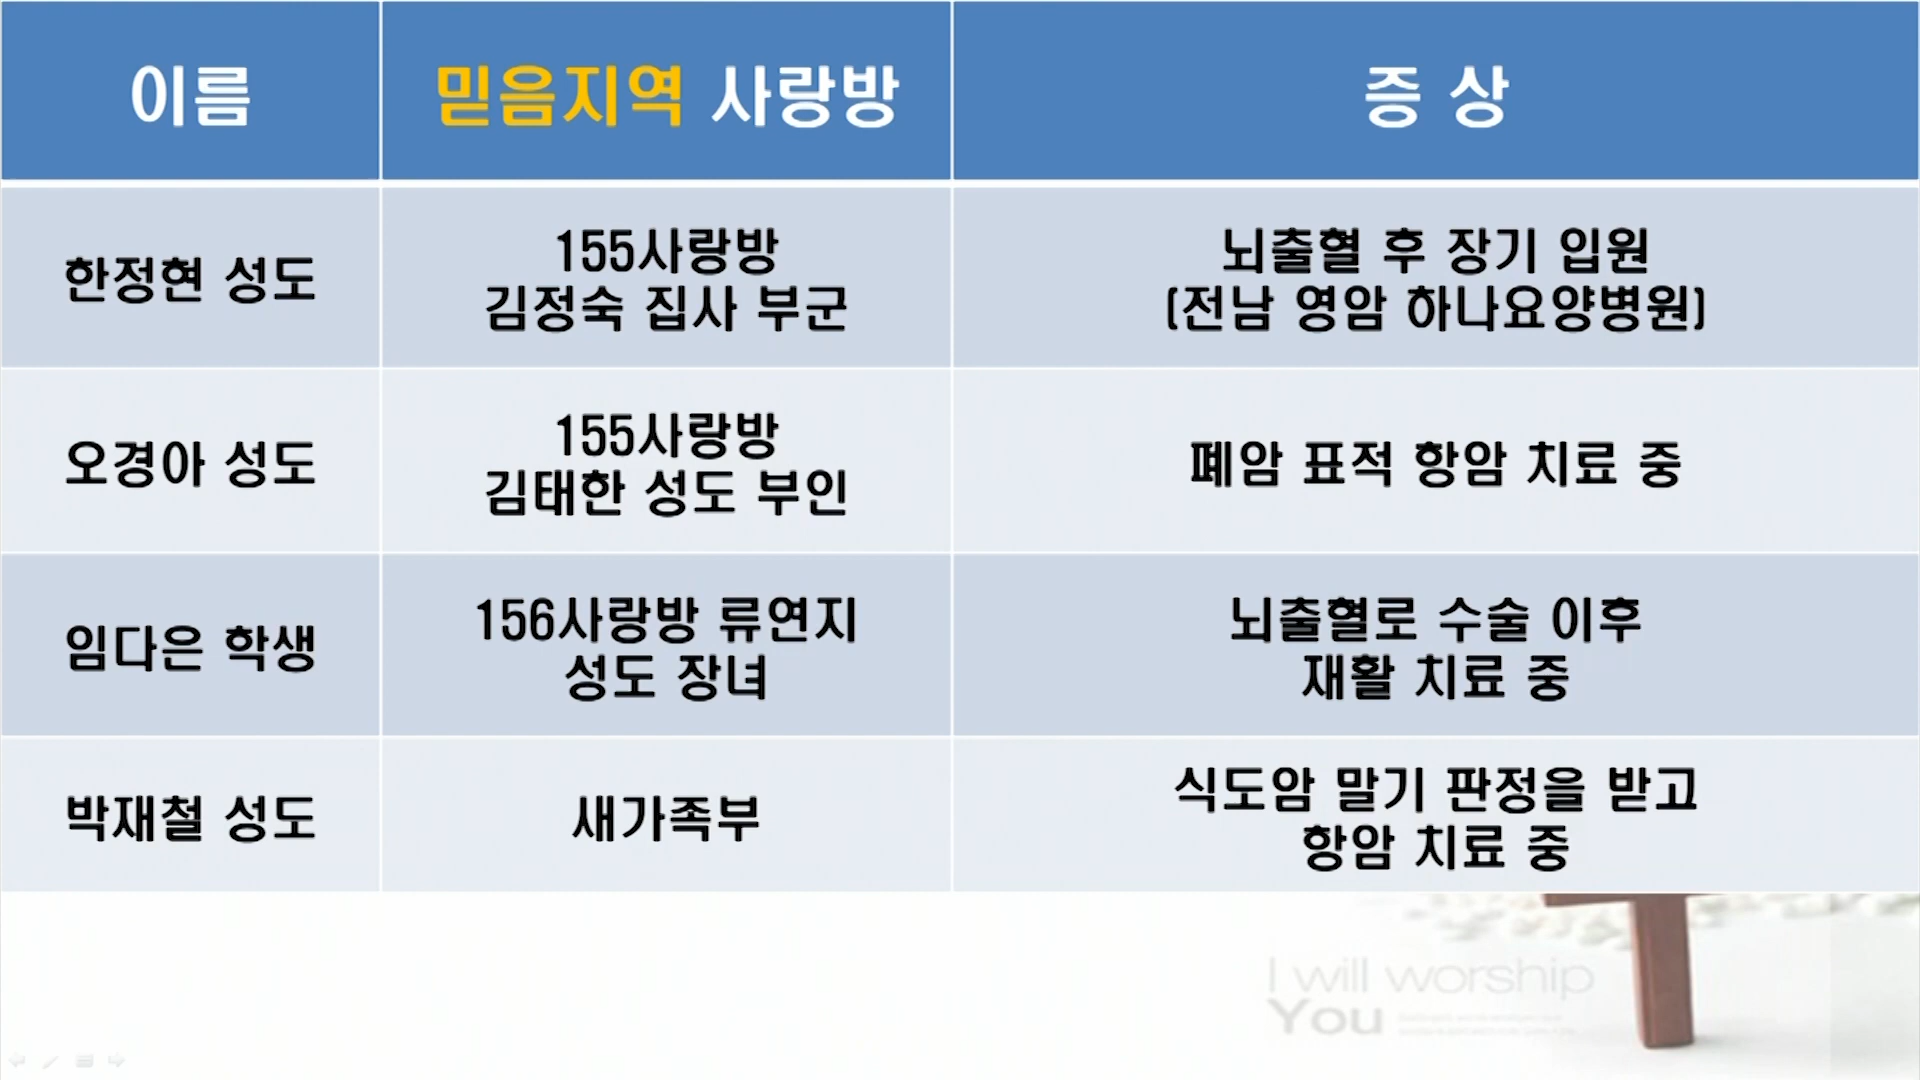 이름
믿음지역 사랑방
증 상
한정현 성도
155사랑방
김정숙 집사 부군
뇌출혈 후 장기 입원
(전남 영암 하나요양병원)
오경아 성도
155사랑방
김태한 성도 부인
폐암 표적 항암 치료 중
임다은 학생
156사랑방 류연지
성도 장녀
뇌출혈로 수술 이후
재활 치료 중
박재철 성도
새가족부
식도암 말기 판정을 받고
항암 치료 중
I will worship
You